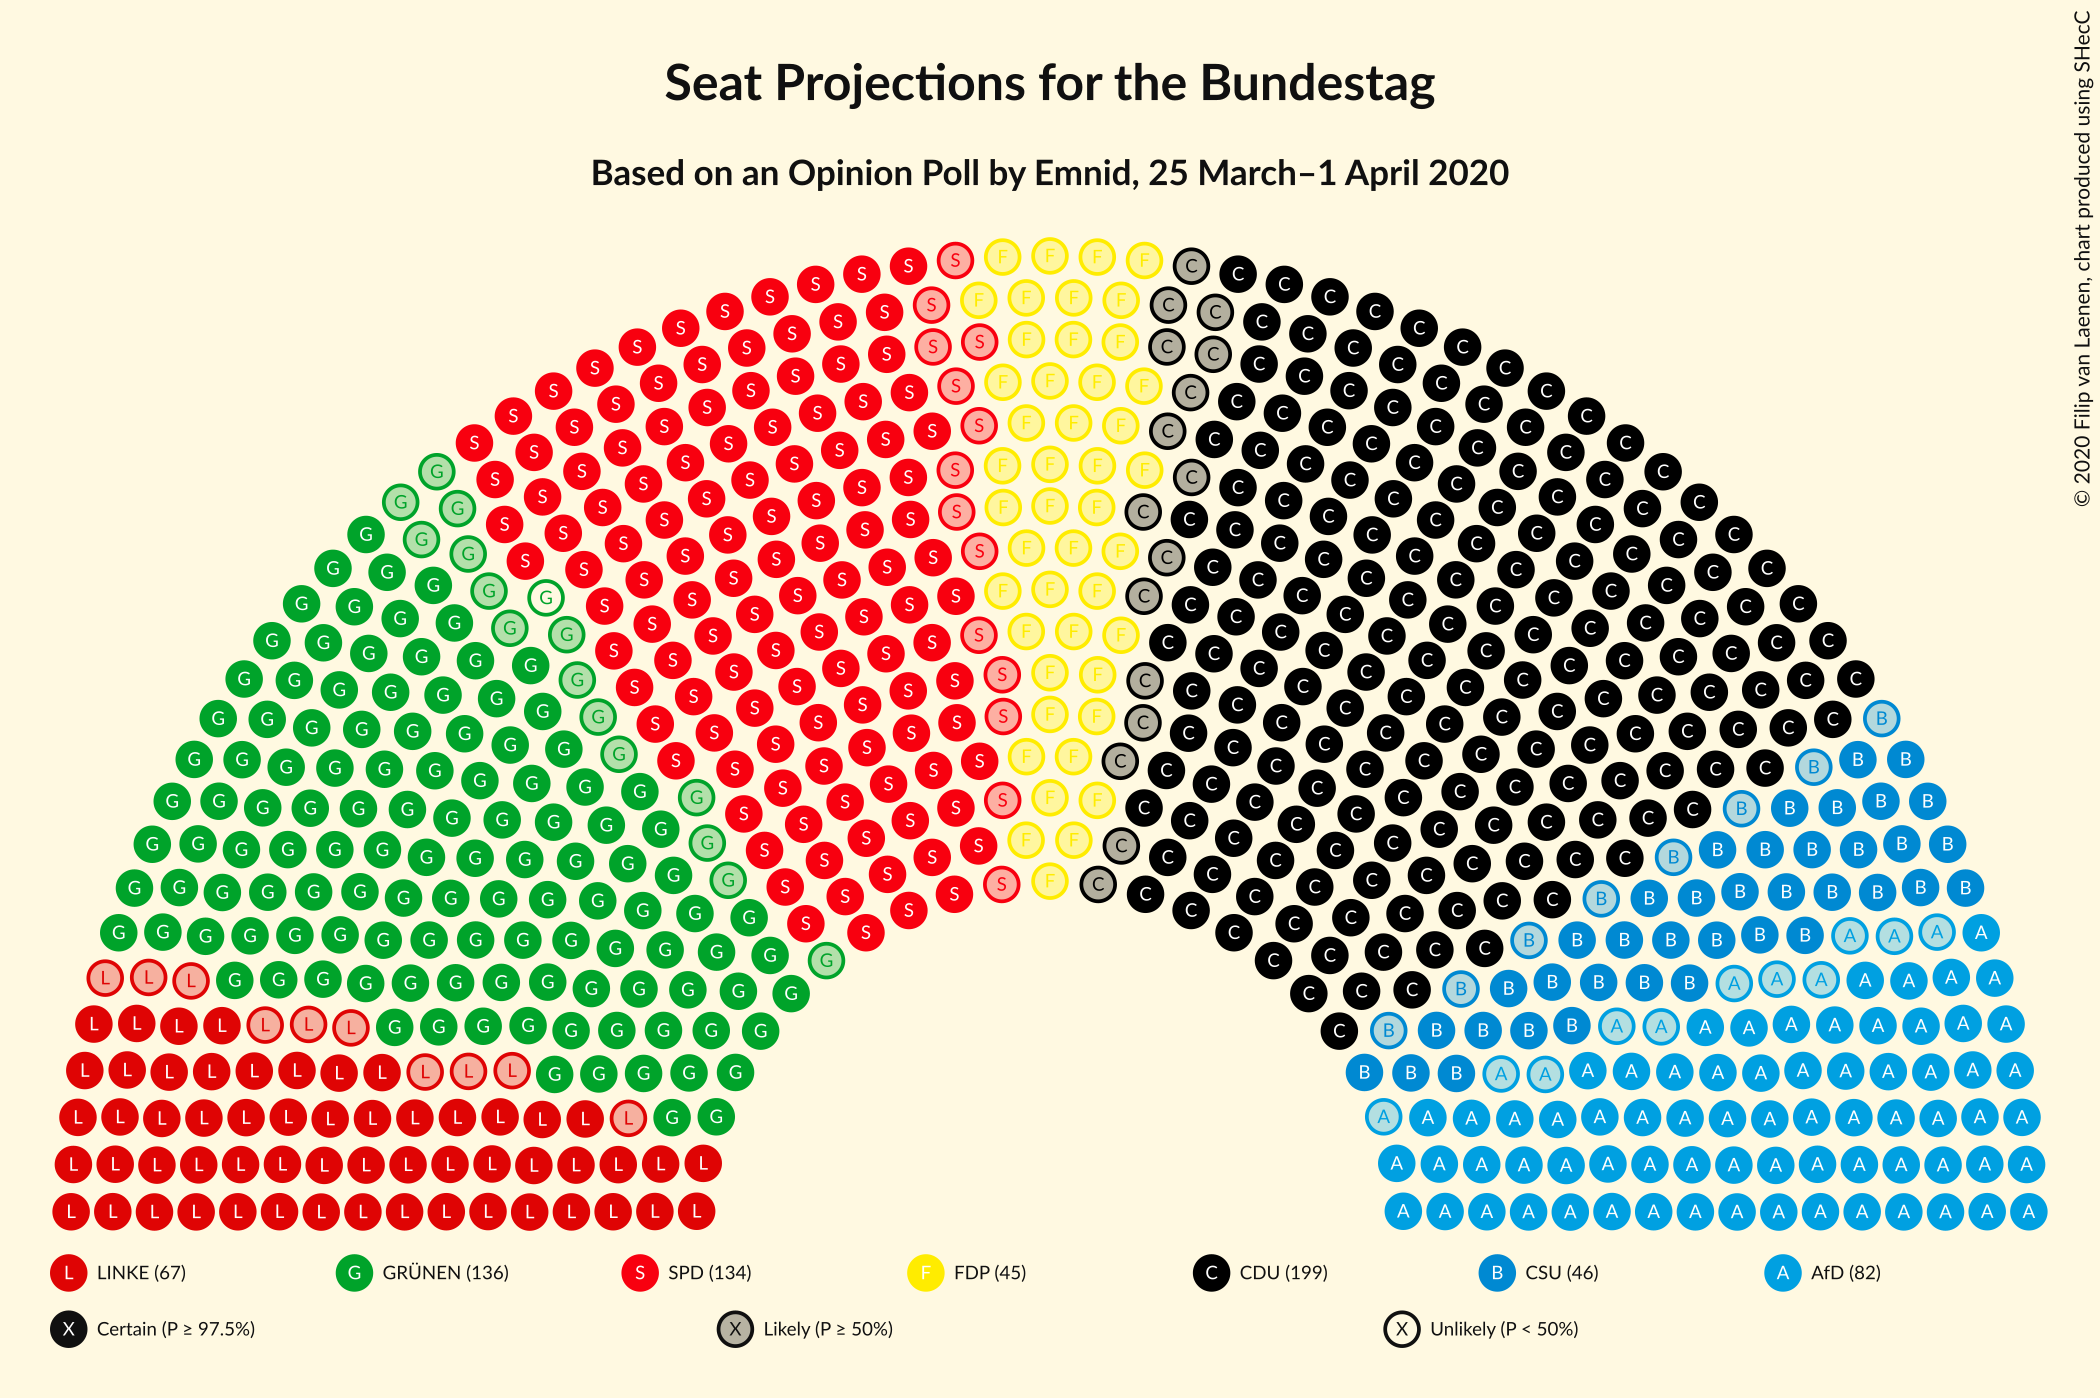 Seat Projections for the Bundestag
Based on an Opinion Poll by Emnid, 25 March–1 April 2020
© 2020 Filip van Laenen, chart produced using SHecC
L LINKE (67) G GRÜNEN (136) S SPD (134) F FDP (45) C CDU (199) B CSU (46) A AfD (82)
X Certain (P ≥ 97.5%) X Likely (P ≥ 50%) X Unlikely (P < 50%)